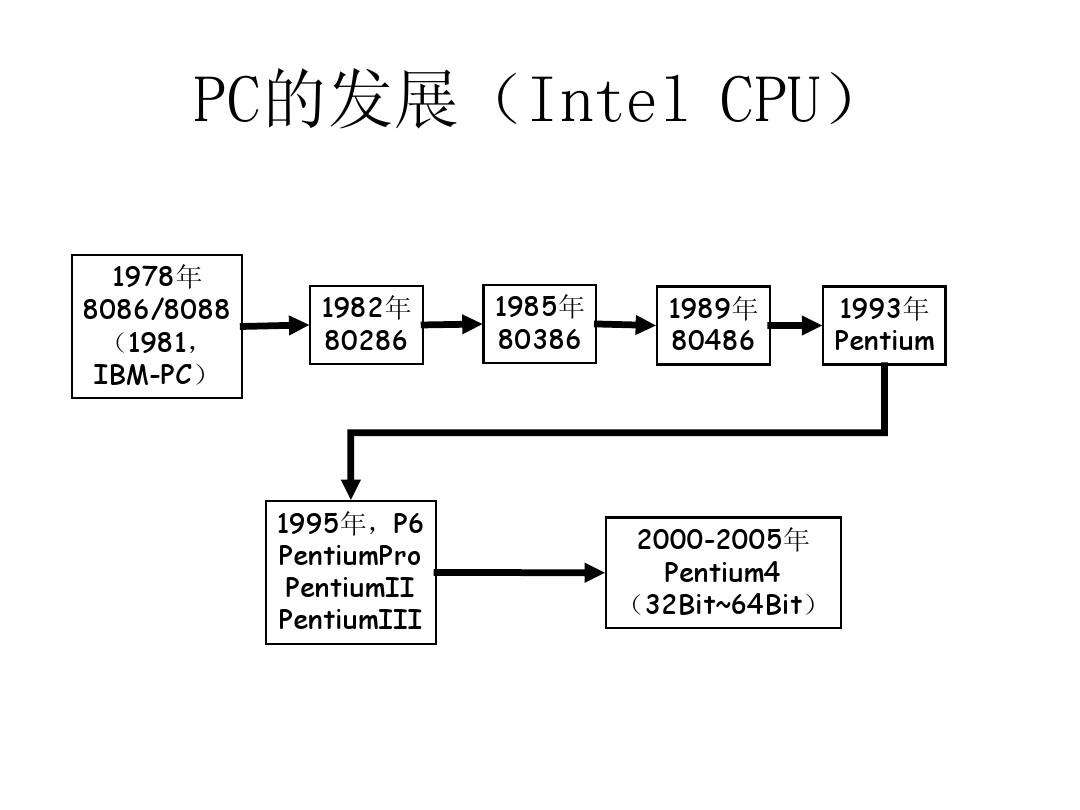 PC的发展（Intel CPU）
1978年
8086/8088
（1981，
IBM-PC）
1982年
80286
1985年
80386
1989年
80486
1993年
Pentium
1995年，P6
PentiumPro
PentiumII
PentiumIII
2000-2005年
Pentium4
（32Bit~64Bit）